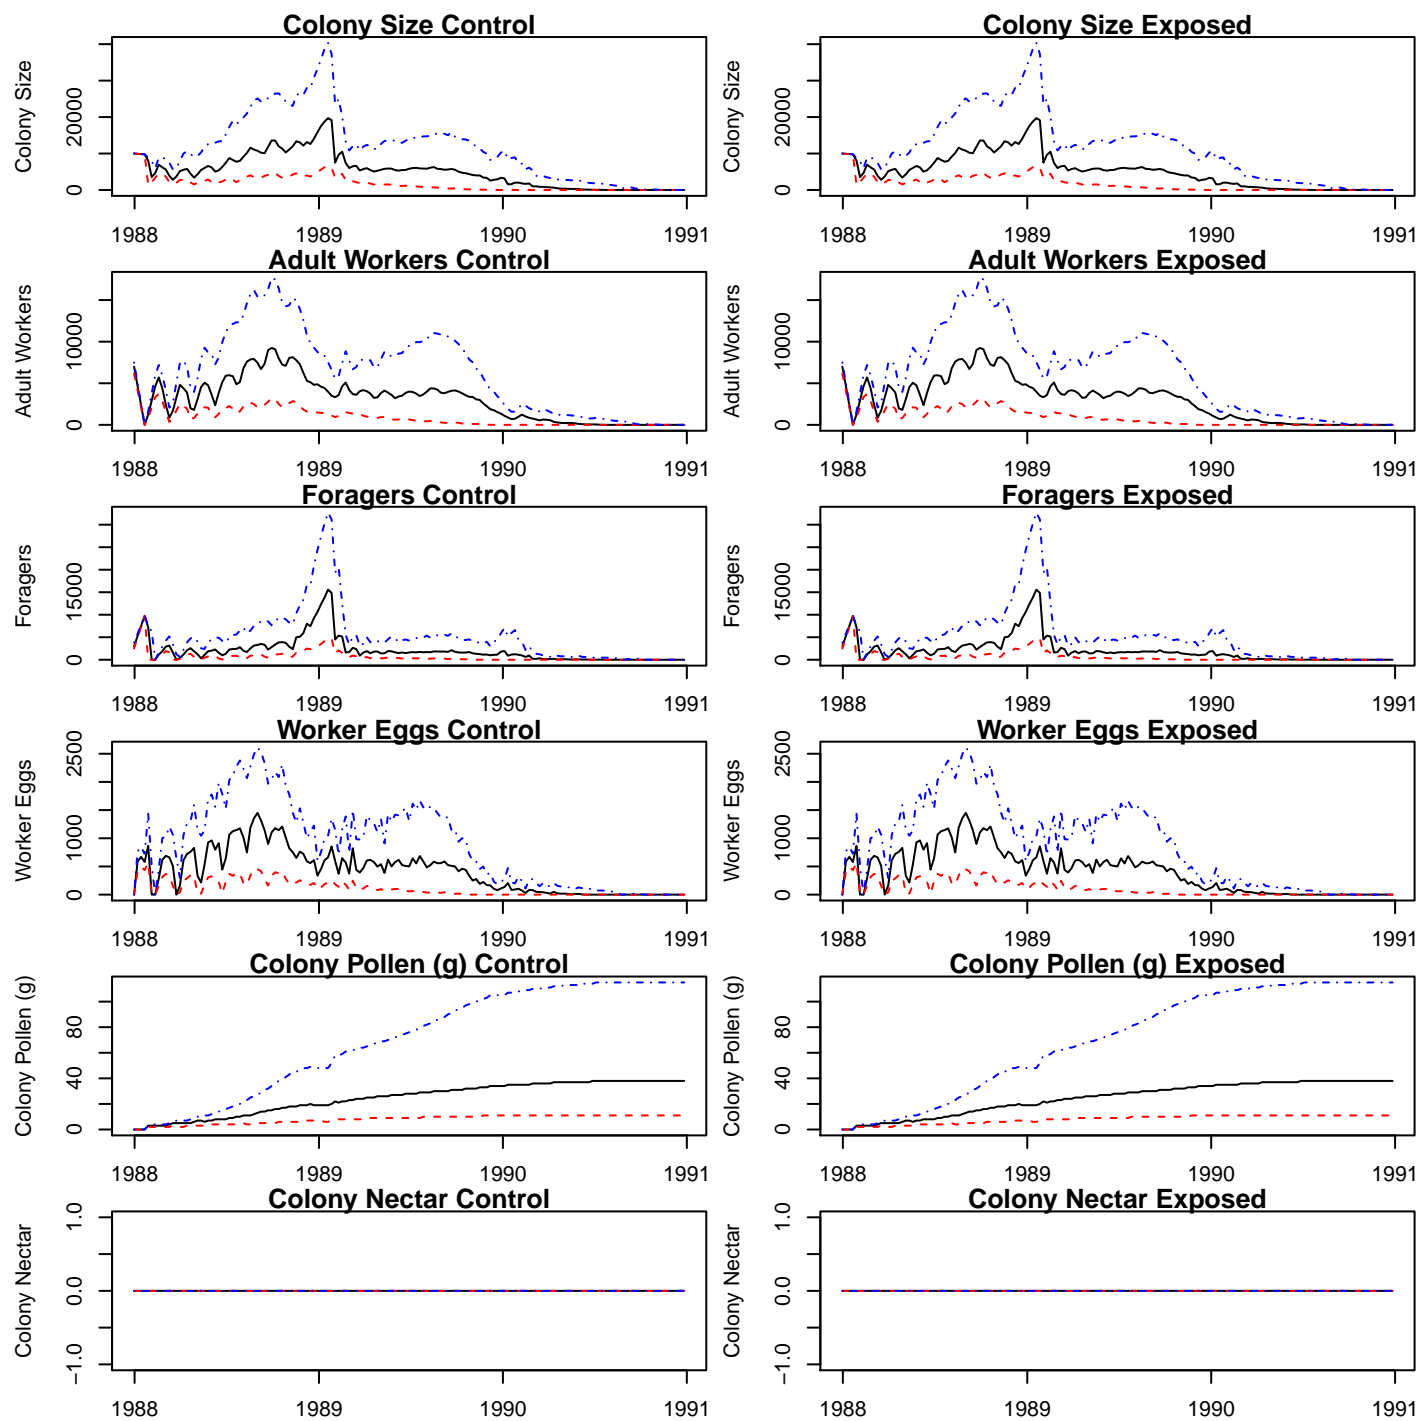 Colony Size Control
Colony Size
0 20000
1988 1989 1990 1991
Colony Size Exposed
Colony Size
0 20000
1988 1989 1990 1991
Adult Workers Control
Adult Workers
0 10000
1988 1989 1990 1991
Adult Workers Exposed
Adult Workers
0 10000
1988 1989 1990 1991
Foragers Control
Foragers
0 15000
1988 1989 1990 1991
Foragers Exposed
Foragers
0 15000
1988 1989 1990 1991
Worker Eggs Control
Worker Eggs
0 1000 2500
1988 1989 1990 1991
Worker Eggs Exposed
Worker Eggs
0 1000 2500
1988 1989 1990 1991
Colony Pollen (g) Control
Colony Pollen (g)
0 40 80
1988 1989 1990 1991
Colony Pollen (g) Exposed
Colony Pollen (g)
0 40 80
1988 1989 1990 1991
Colony Nectar Control
Colony Nectar
−1.0 0.0 1.0
1988 1989 1990 1991
Colony Nectar Exposed
Colony Nectar
−1.0 0.0 1.0
1988 1989 1990 1991